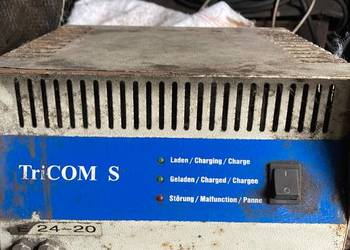 Laden / Charging / Charge
TriCOM S
Geladen / Charged / Chargee
Störung / Malfunction / Panne
E 24-20